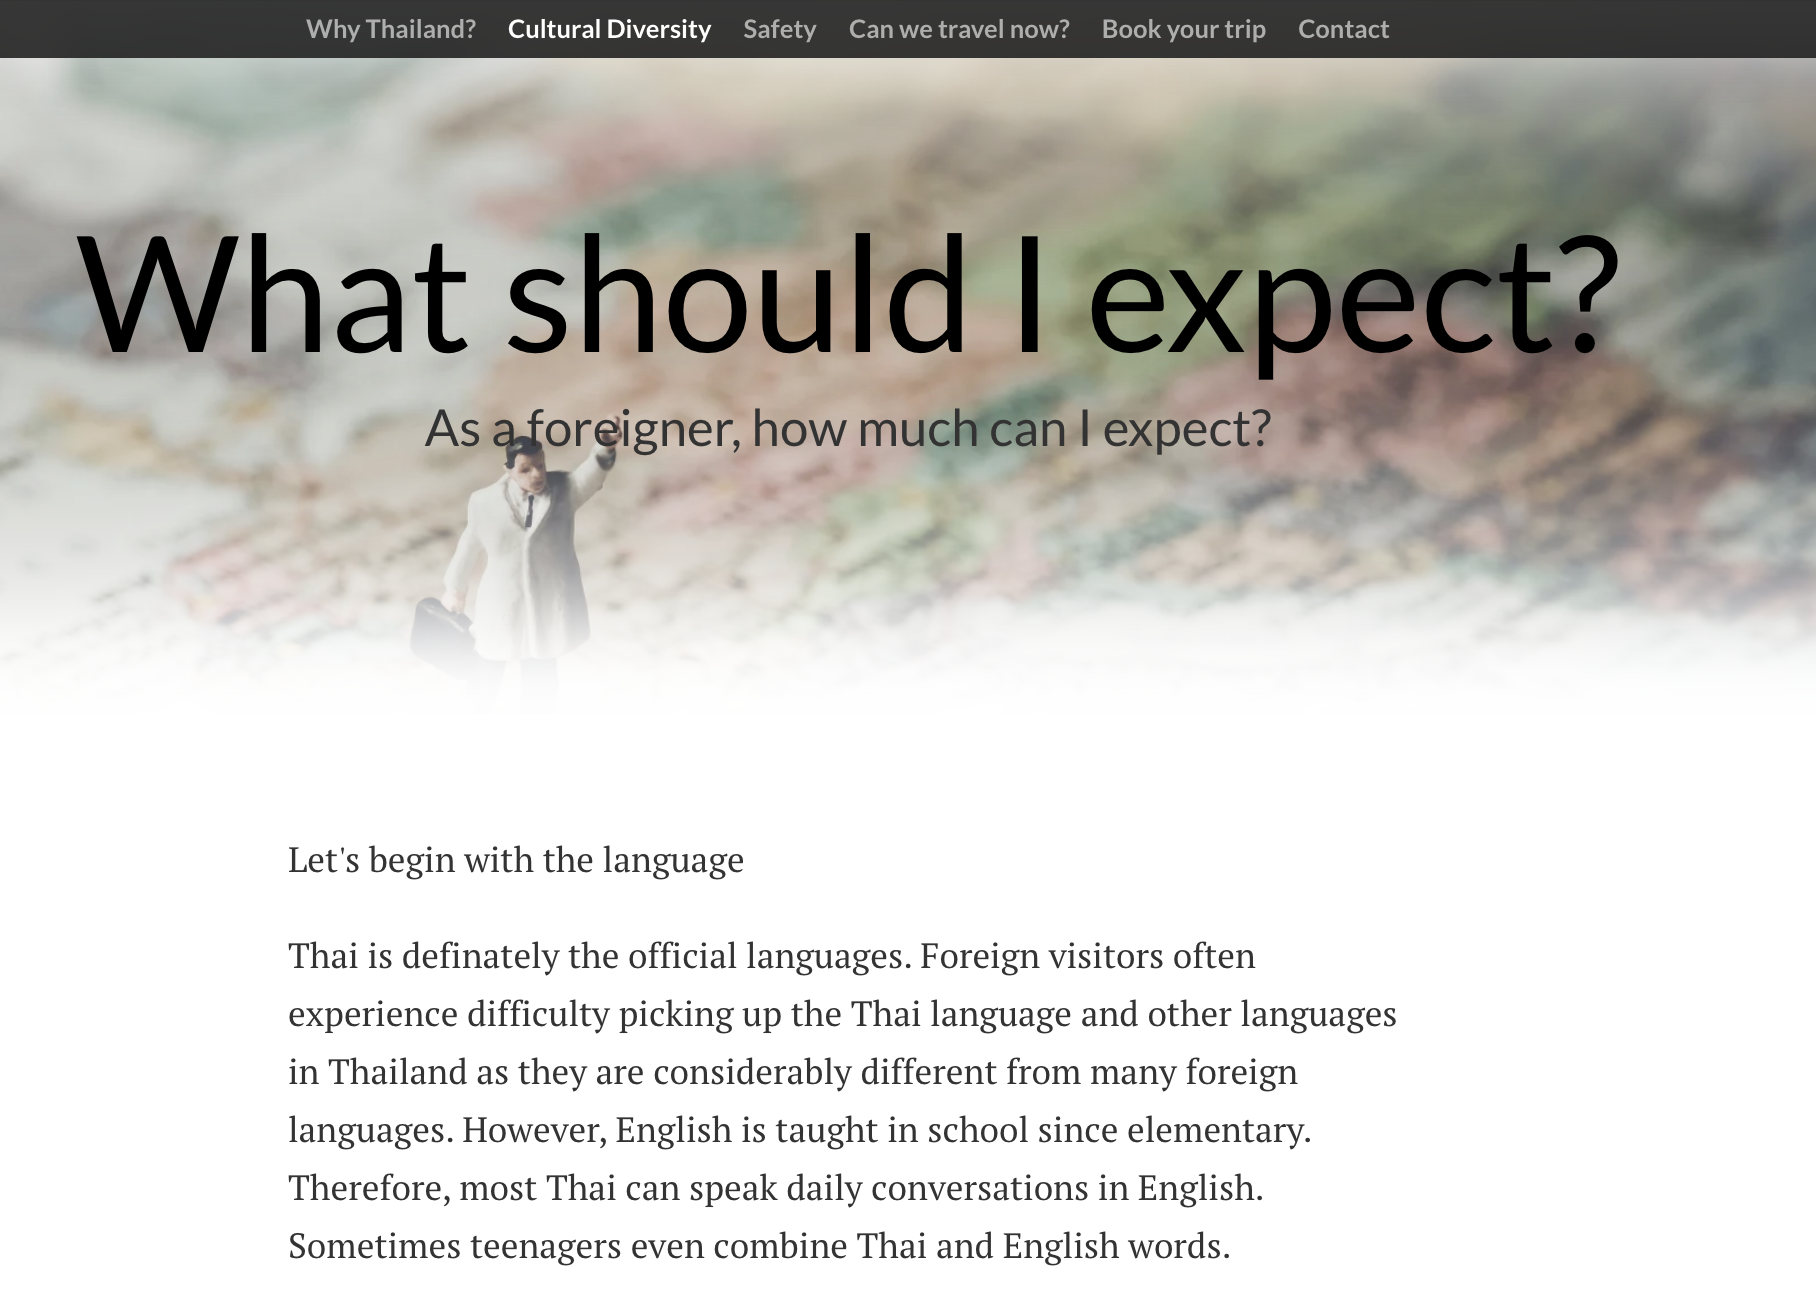 Why Thailand? Cultural Diversity Safety Can we travel now? Book your trip Contact
What should I expect?
As a foreigner, how much can I expect?
Let's begin with the language
Thai is definately the official languages. Foreign visitors often
experience difficulty picking up the Thai language and other languages
in Thailand as they are considerably different from many foreign
languages. However, English is taught in school since elementary.
Therefore, most Thai can speak daily conversations in English.
Sometimes teenagers even combine Thai and English words.